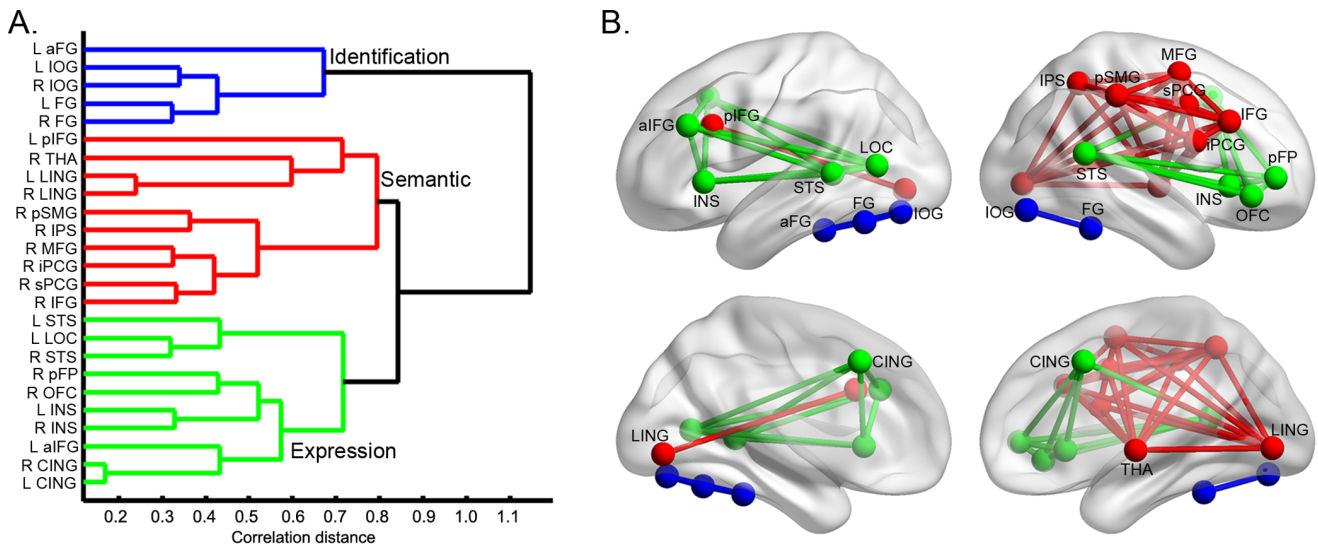 A.
L aFG
L IOG
R IOG
L FG
R FG
L pIFG
R THA
L LING
R LING
R pSMG
R IPS
R MFG
R iPCG
R sPCG
R IFG
L STS
L LOC
R STS
R pFP
R OFC
L INS
R INS
L aIFG
R CING
L CING
Identification
Semantic
Expression
0.2 0.3 0.4 0.5 0.6 0.7 0.8 0.9 1.0 1.1
Correlation distance
B.
aIFG
pIFG
LOC
STS
INS
aFG
FG
IOG
MFG
IPS
pSMG
sPCG
IFG
iPCG
STS
pFP
INS
OFC
IOG
FG
CING
LING
CING
LING
THA